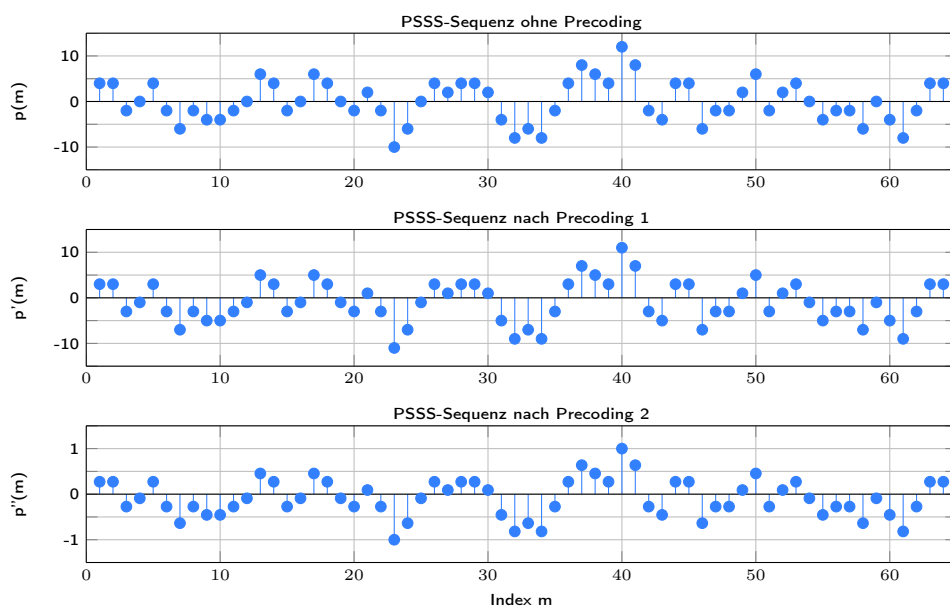 PSSS-Sequenz ohne Precoding
10
0
-10
p(m)
0 10 20 30 40 50 60
PSSS-Sequenz nach Precoding 1
10
0
-10
p'(m)
0 10 20 30 40 50 60
PSSS-Sequenz nach Precoding 2
1
0
-1
p''(m)
0 10 20 30 40 50 60
Index m